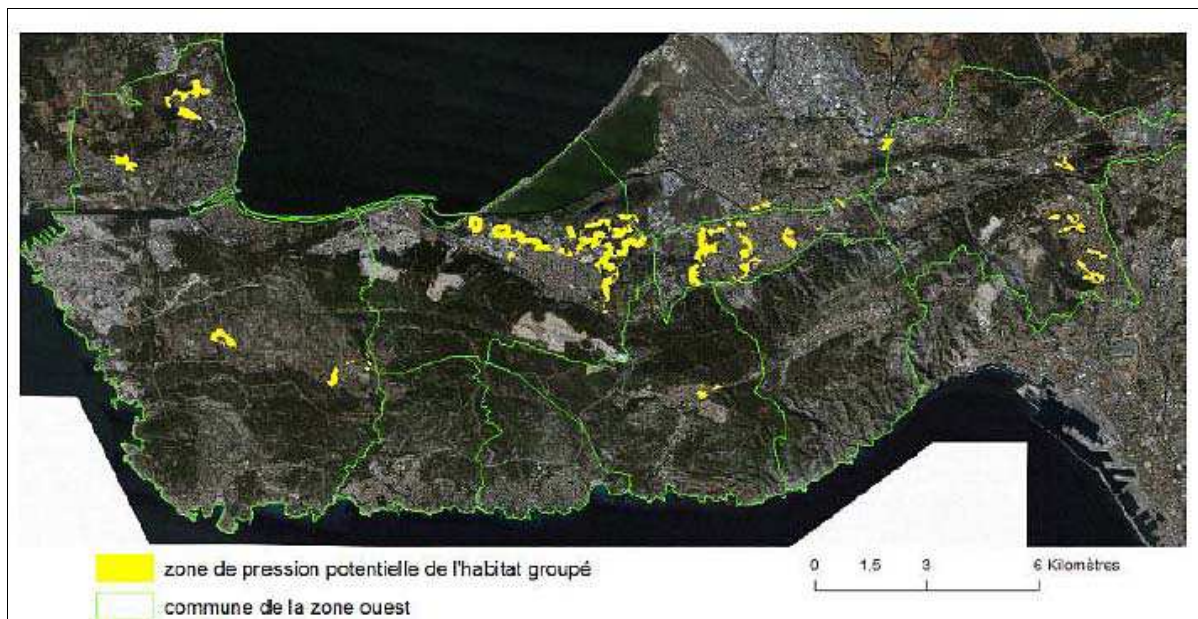 zone de pression potentielle de l'habitat groupé
0 1,5 3 6 Kilomètres
commune de la zone ouest